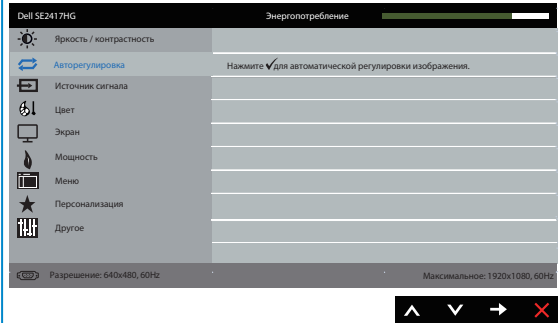 Dell SE2417HG Энергопотребление
Яркость / контрастность
Авторегулировка
Нажмите ✓для автоматической регулировки изображения.
Источник сигнала
Цвет
Экран
Мощность
Меню
Персонализация
Другое
Разрешение: 640x480, 60Hz Максимальное: 1920x1080, 60Hz